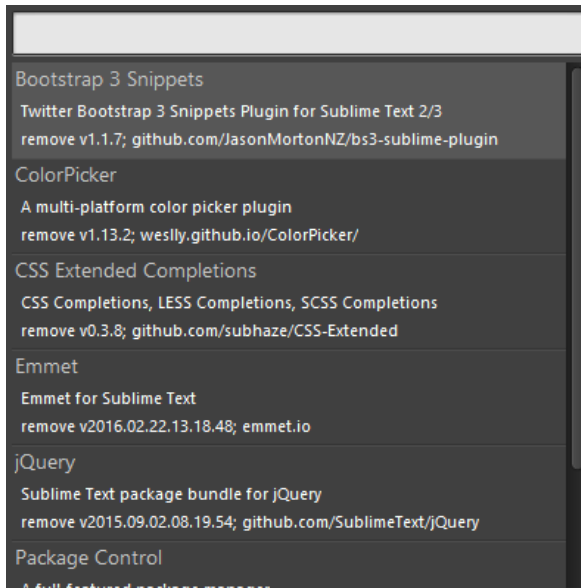 Bootstrap 3 Snippets
Twitter Bootstrap 3 Snippets Plugin for Sublime Text 2/3
remove v1.1.7; github.com/JasonMortonNZ/bs3-sublime-plugin
ColorPicker
A multi-platform color picker plugin
remove v1.13.2; weslly.github.io/ColorPicker/
CSS Extended Completions
CSS Completions, LESS Completions, SCSS Completions
remove v0.3.8; github.com/subhaze/CSS-Extended
Emmet
Emmet for Sublime Text
remove v2016.02.22.13.18.48; emmet.io
jQuery
Sublime Text package bundle for jQuery
remove v2015.09.02.08.19.54; github.com/SublimeText/jQuery
Package Control
A full-featured package manager